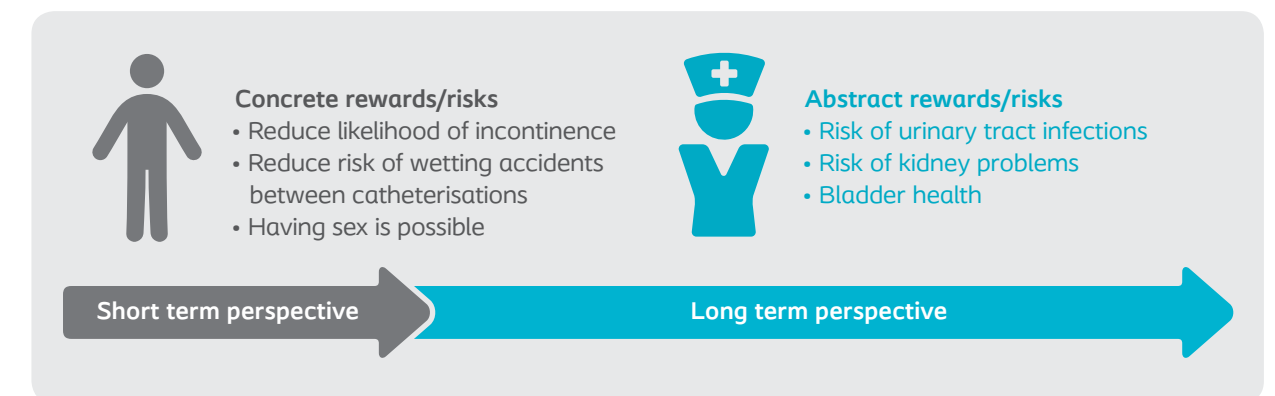 Concrete rewards/risks
• Reduce likelihood of incontinence
• Reduce risk of wetting accidents
between catheterisations
• Having sex is possible
Abstract rewards/risks
• Risk of urinary tract infections
• Risk of kidney problems
• Bladder health
Short term perspective
Long term perspective